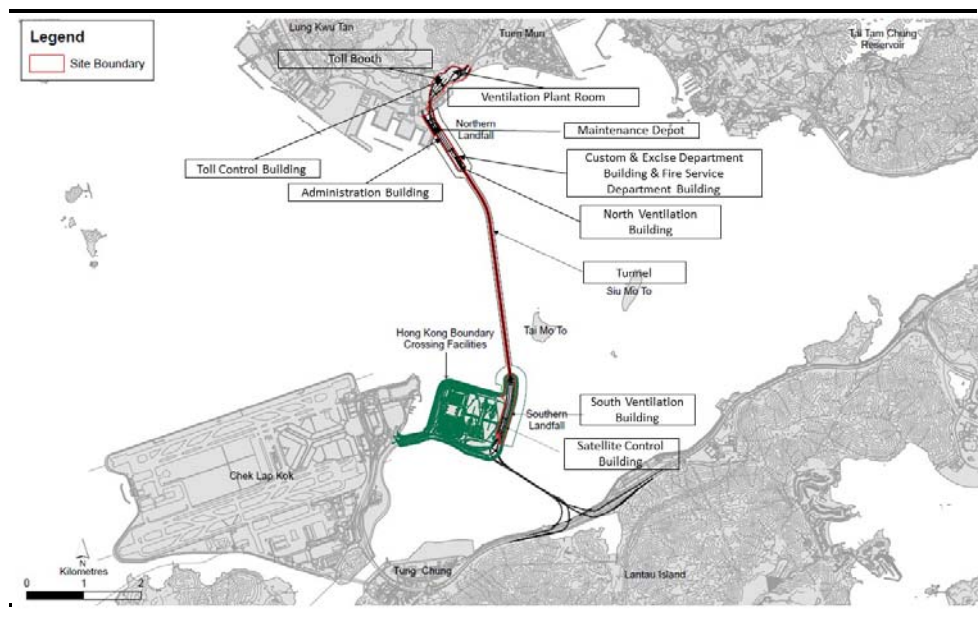 Legend
Site Boundary
Lung Kwu Tan
Tuen Mun
Tai Tam Chung
Reservoir
Toll Booth
Ventilation Plant Room
Northern
Landfall
Maintenance Depot
Toll Control Building
Custom & Excise Department
Building & Fire Service
Department Building
Administration Building
North Ventilation
Building
Tunnel
Siu Mo To
Tai Mo To
Hong Kong Boundary
Crossing Facilities
South Ventilation
Building
Southern
Landfall
Satellite Control
Building
Chek Lap Kok
N
Kilometres
0 1 2
Tung Chung
Lantau Island